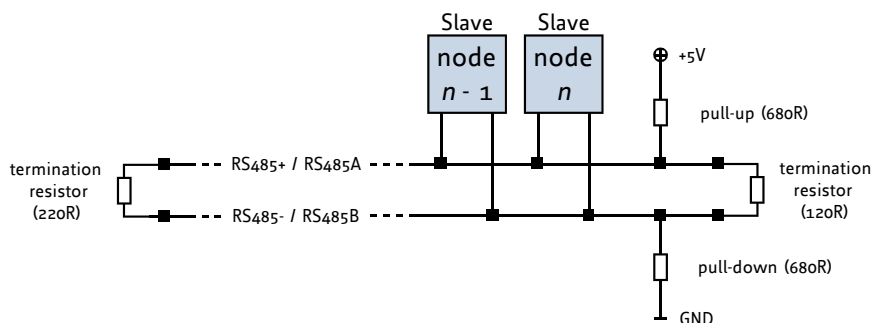 Slave Slave
node node
n - 1 n
+5V
pull-up (680R)
termination
resistor
(220R)
RS485+ / RS485A
RS485- / RS485B
termination
resistor
(120R)
pull-down (680R)
GND